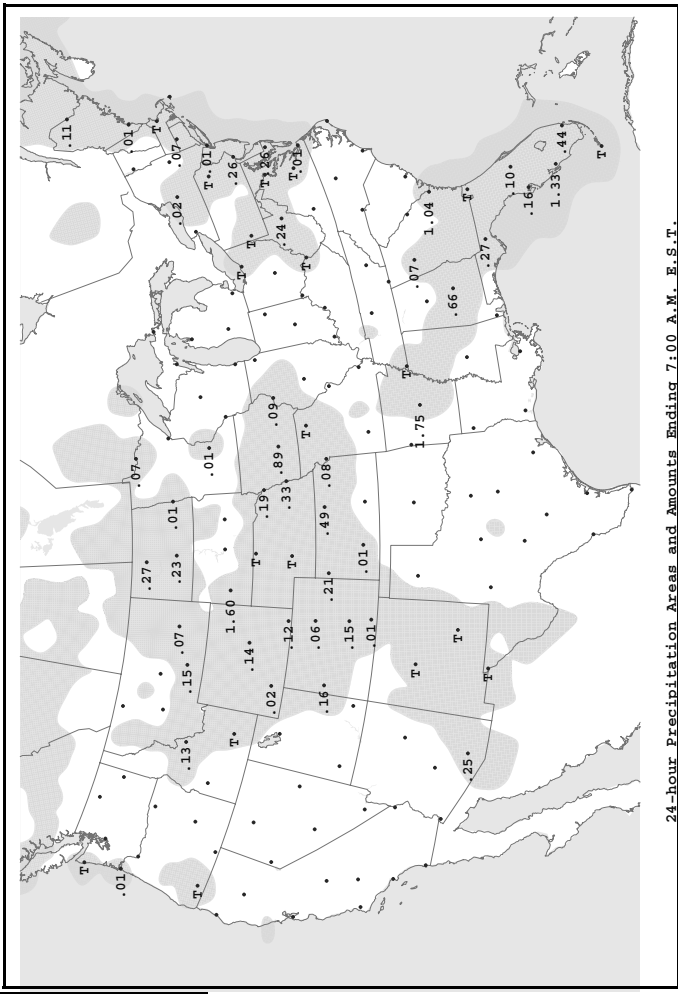 .11
T
.01
.01
.07
.27
T
.01
.23
.02
.07
.07
.13
.15
T
T
.01
.01
1.60
.26
T
T
.14
T
T
.19
T
.26
.02
.09
.89
.24
.33
.12
T
T
.01
T
T
.06
.16
.49
.08
.21
.15
.01
.01
T
.07
T
1.75
1.04
.66
T
T
.25
.27
T
.10
.16
1.33
.44
T
24-hour Precipitation Areas and Amounts Ending 7:00 A.M. E.S.T.